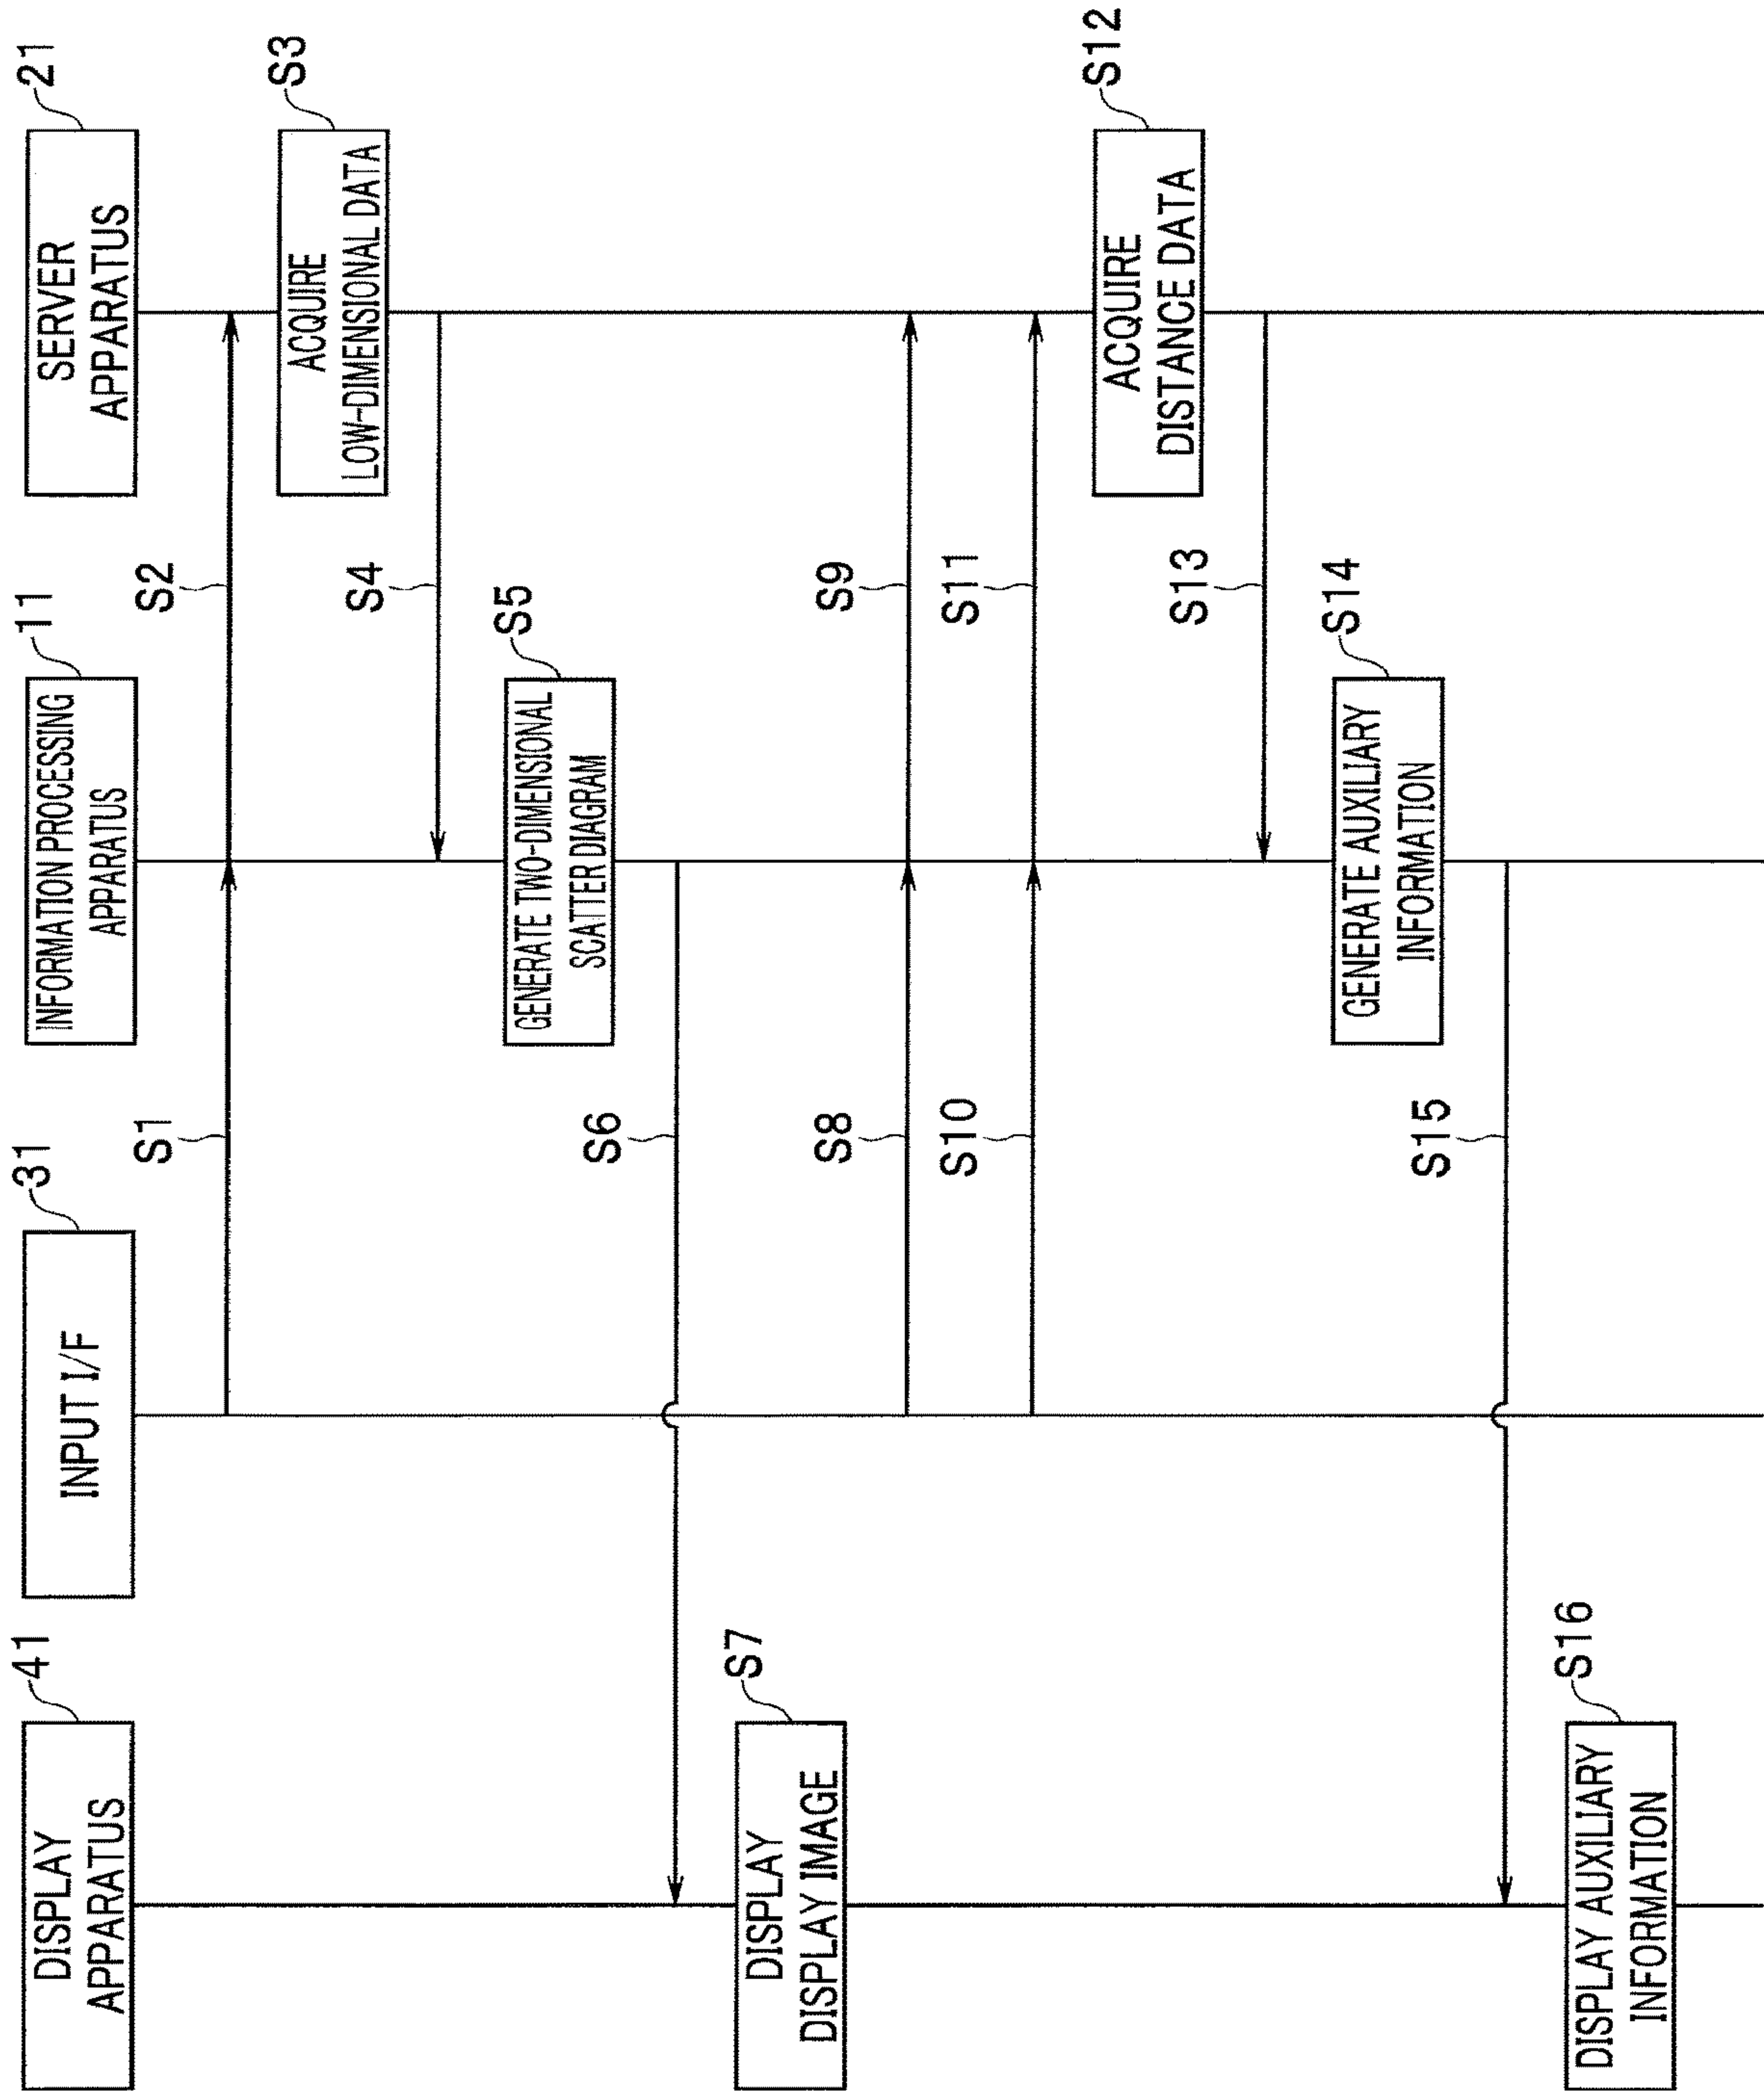 41
DISPLAY
APPARATUS
31
INPUT I/F
11
INFORMATION PROCESSING
APPARATUS
21
SERVER
APPARATUS
S1
S2
S3
ACQUIRE
LOW-DIMENSIONAL DATA
S4
S5
GENERATE TWO-DIMENSIONAL
SCATTER DIAGRAM
S6
S7
DISPLAY
DISPLAY IMAGE
S8
S9
S10
S11
S12
ACQUIRE
DISTANCE DATA
S13
S14
GENERATE AUXILIARY
INFORMATION
S15
S16
DISPLAY AUXILIARY
INFORMATION